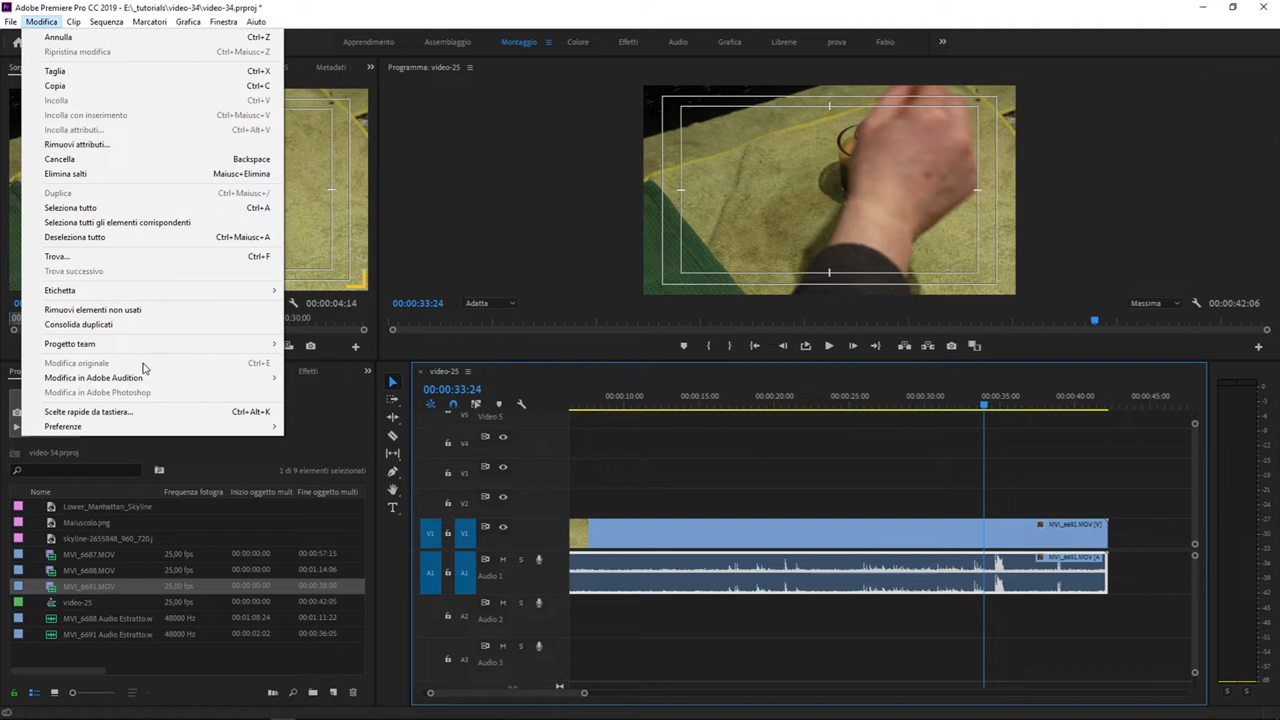 Adobe Premiere Pro CC 2019 - E:\_tutorials\video-34\video-34.prproj *
File Modifica Clip Sequenza Marcatori Grafica Finestra Aiuto
Annulla Ctrl+Z
Ripristina modifica Ctrl+Maiusc+Z
Taglia Ctrl+X
Copia Ctrl+C
Incolla Ctrl+V
Incolla con inserimento Ctrl+Maiusc+V
Incolla attributi... Ctrl+Alt+V
Rimuovi attributi...
Cancella Backspace
Elimina salti Maiusc+Elimina
Duplica Ctrl+Maiusc+/
Seleziona tutto Ctrl+A
Seleziona tutti gli elementi corrispondenti
Deseleziona tutto Ctrl+Maiusc+A
Trova... Ctrl+F
Trova successivo
Etichetta
Rimuovi elementi non usati
Consolida duplicati
Progetto team
Modifica originale Ctrl+E
Modifica in Adobe Audition
Modifica in Adobe Photoshop
Scelte rapide da tastiera... Ctrl+Alt+K
Preferenze
Apprendimento Assemblaggio Montaggio Colore Effetti Audio Grafica Librerie prova Fabio
Metadati
Programma: video-25
00:00:04:14
00:00:33:24 Adatta Massima 00:00:42:06
Effetti
video-34.prproj
1 di 9 elementi selezionati
Nome Frequenza fotogra Inizio oggetto mult Fine oggetto multi
Lower_Manhattan_Skyline
Maiuscolo.png
skyline-2655848_960_720.j
MVI_6687.MOV 25,00 fps 00:00:00:00 00:00:57:15
MVI_6688.MOV 25,00 fps 00:00:00:00 00:01:14:06
MVI_6691.MOV 25,00 fps 00:00:00:00 00:00:38:00
video-25 25,00 fps 00:00:00:00 00:00:42:05
MVI_6688 Audio Estratto.w 48000 Hz 00:01:08:24 00:01:11:22
MVI_6691 Audio Estratto.w 48000 Hz 00:00:02:02 00:00:36:05
video-25
00:00:33:24
00:00:10:00 00:00:15:00 00:00:20:00 00:00:25:00 00:00:30:00 00:00:35:00 00:00:40:00 00:00:45:00
V5 Video 5
V4
V3
V2
V1 V1 MVI_6691.MOV [V]
A1 A1 M S Audio 1 MVI_6691.MOV [A
A2 M S Audio 2
A3 M S Audio 3
0
-6
-12
-18
-24
-30
-36
-42
-48
-54
dB
S S